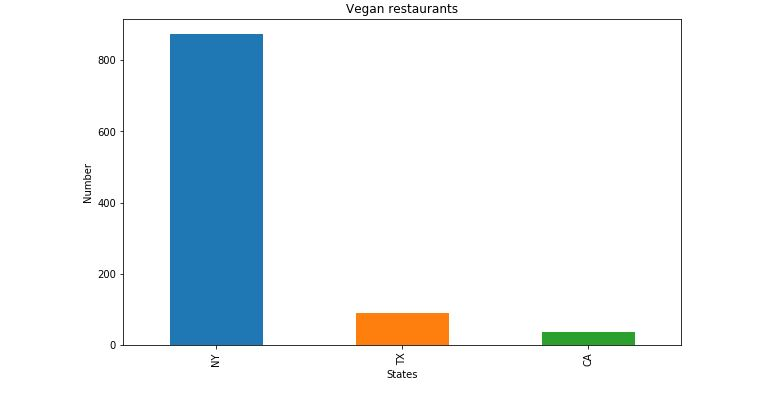 Vegan restaurants
800
600
400
200
0
Number
NY
TX
CA
States